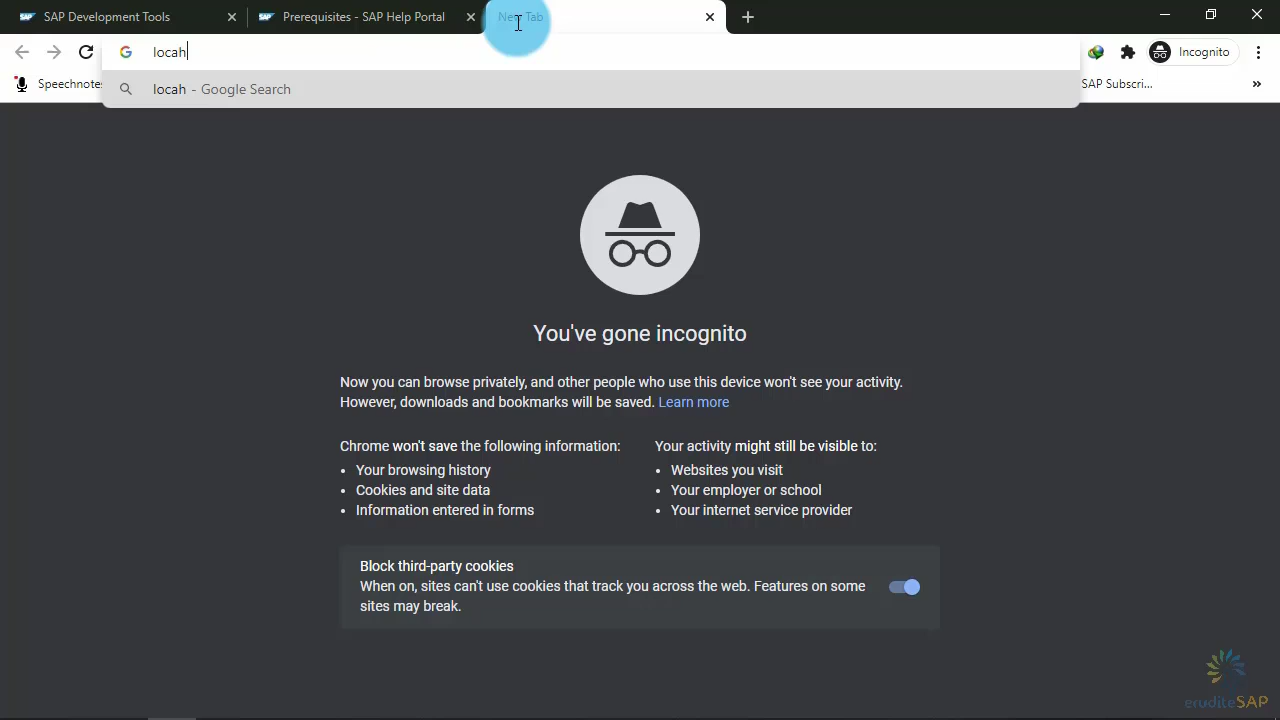 SAP SAP Development Tools SAP Prerequisites - SAP Help Portal New Tab
locah Incognito
Speechnotes SAP Subscri... »
locah - Google Search
You've gone incognito
Now you can browse privately, and other people who use this device won't see your activity.
However, downloads and bookmarks will be saved. Learn more
Chrome won't save the following information:
• Your browsing history
• Cookies and site data
• Information entered in forms
Your activity might still be visible to:
• Websites you visit
• Your employer or school
• Your internet service provider
Block third-party cookies
When on, sites can't use cookies that track you across the web. Features on some
sites may break.
eruditeSAP